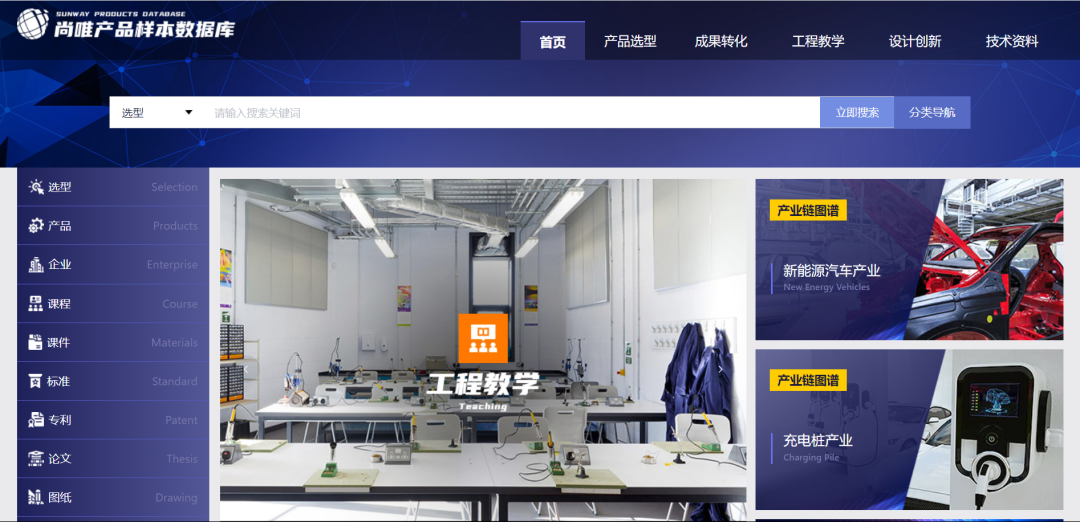 SUNWAY PRODUCTS DATABASE
尚唯产品样本数据库
首页
产品选型
成果转化
工程教学
设计创新
技术资料
选型
请输入搜索关键词
立即搜索
分类导航
选型 Selection
产品 Products
企业 Enterprise
课程 Course
课件 Materials
标准 Standard
专利 Patent
论文 Thesis
图纸 Drawing
工程教学
Teaching
产业链图谱
新能源汽车产业
New Energy Vehicles
产业链图谱
充电桩产业
Charging Pile